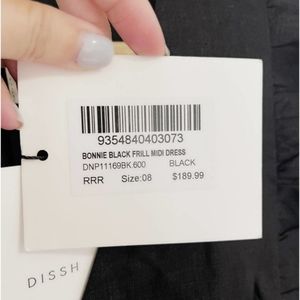 9354840403073
BONNIE BLACK FRILL MIDI DRESS
DNP11169BK.600 BLACK
RRR Size:08 $189.99
DISSH